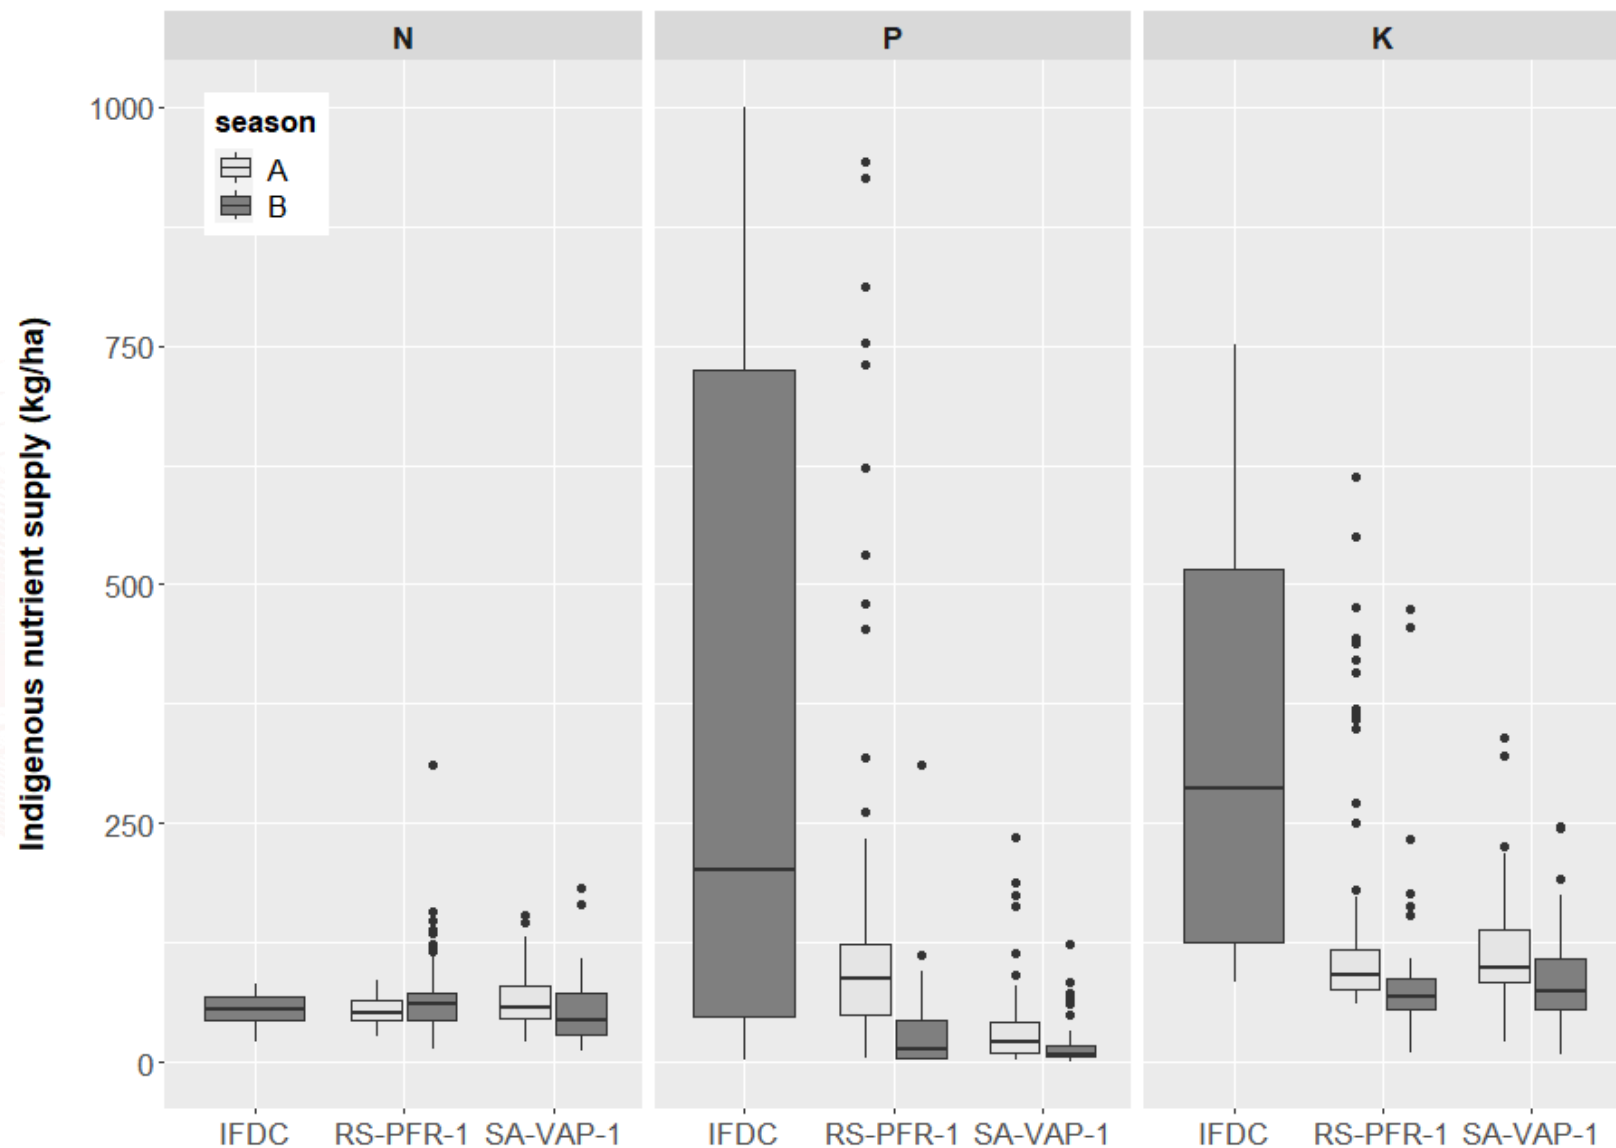 N P K
season
A
B
Indigenous nutrient supply (kg/ha)
1000
750
500
250
0
IFDC RS-PFR-1 SA-VAP-1 IFDC RS-PFR-1 SA-VAP-1 IFDC RS-PFR-1 SA-VAP-1